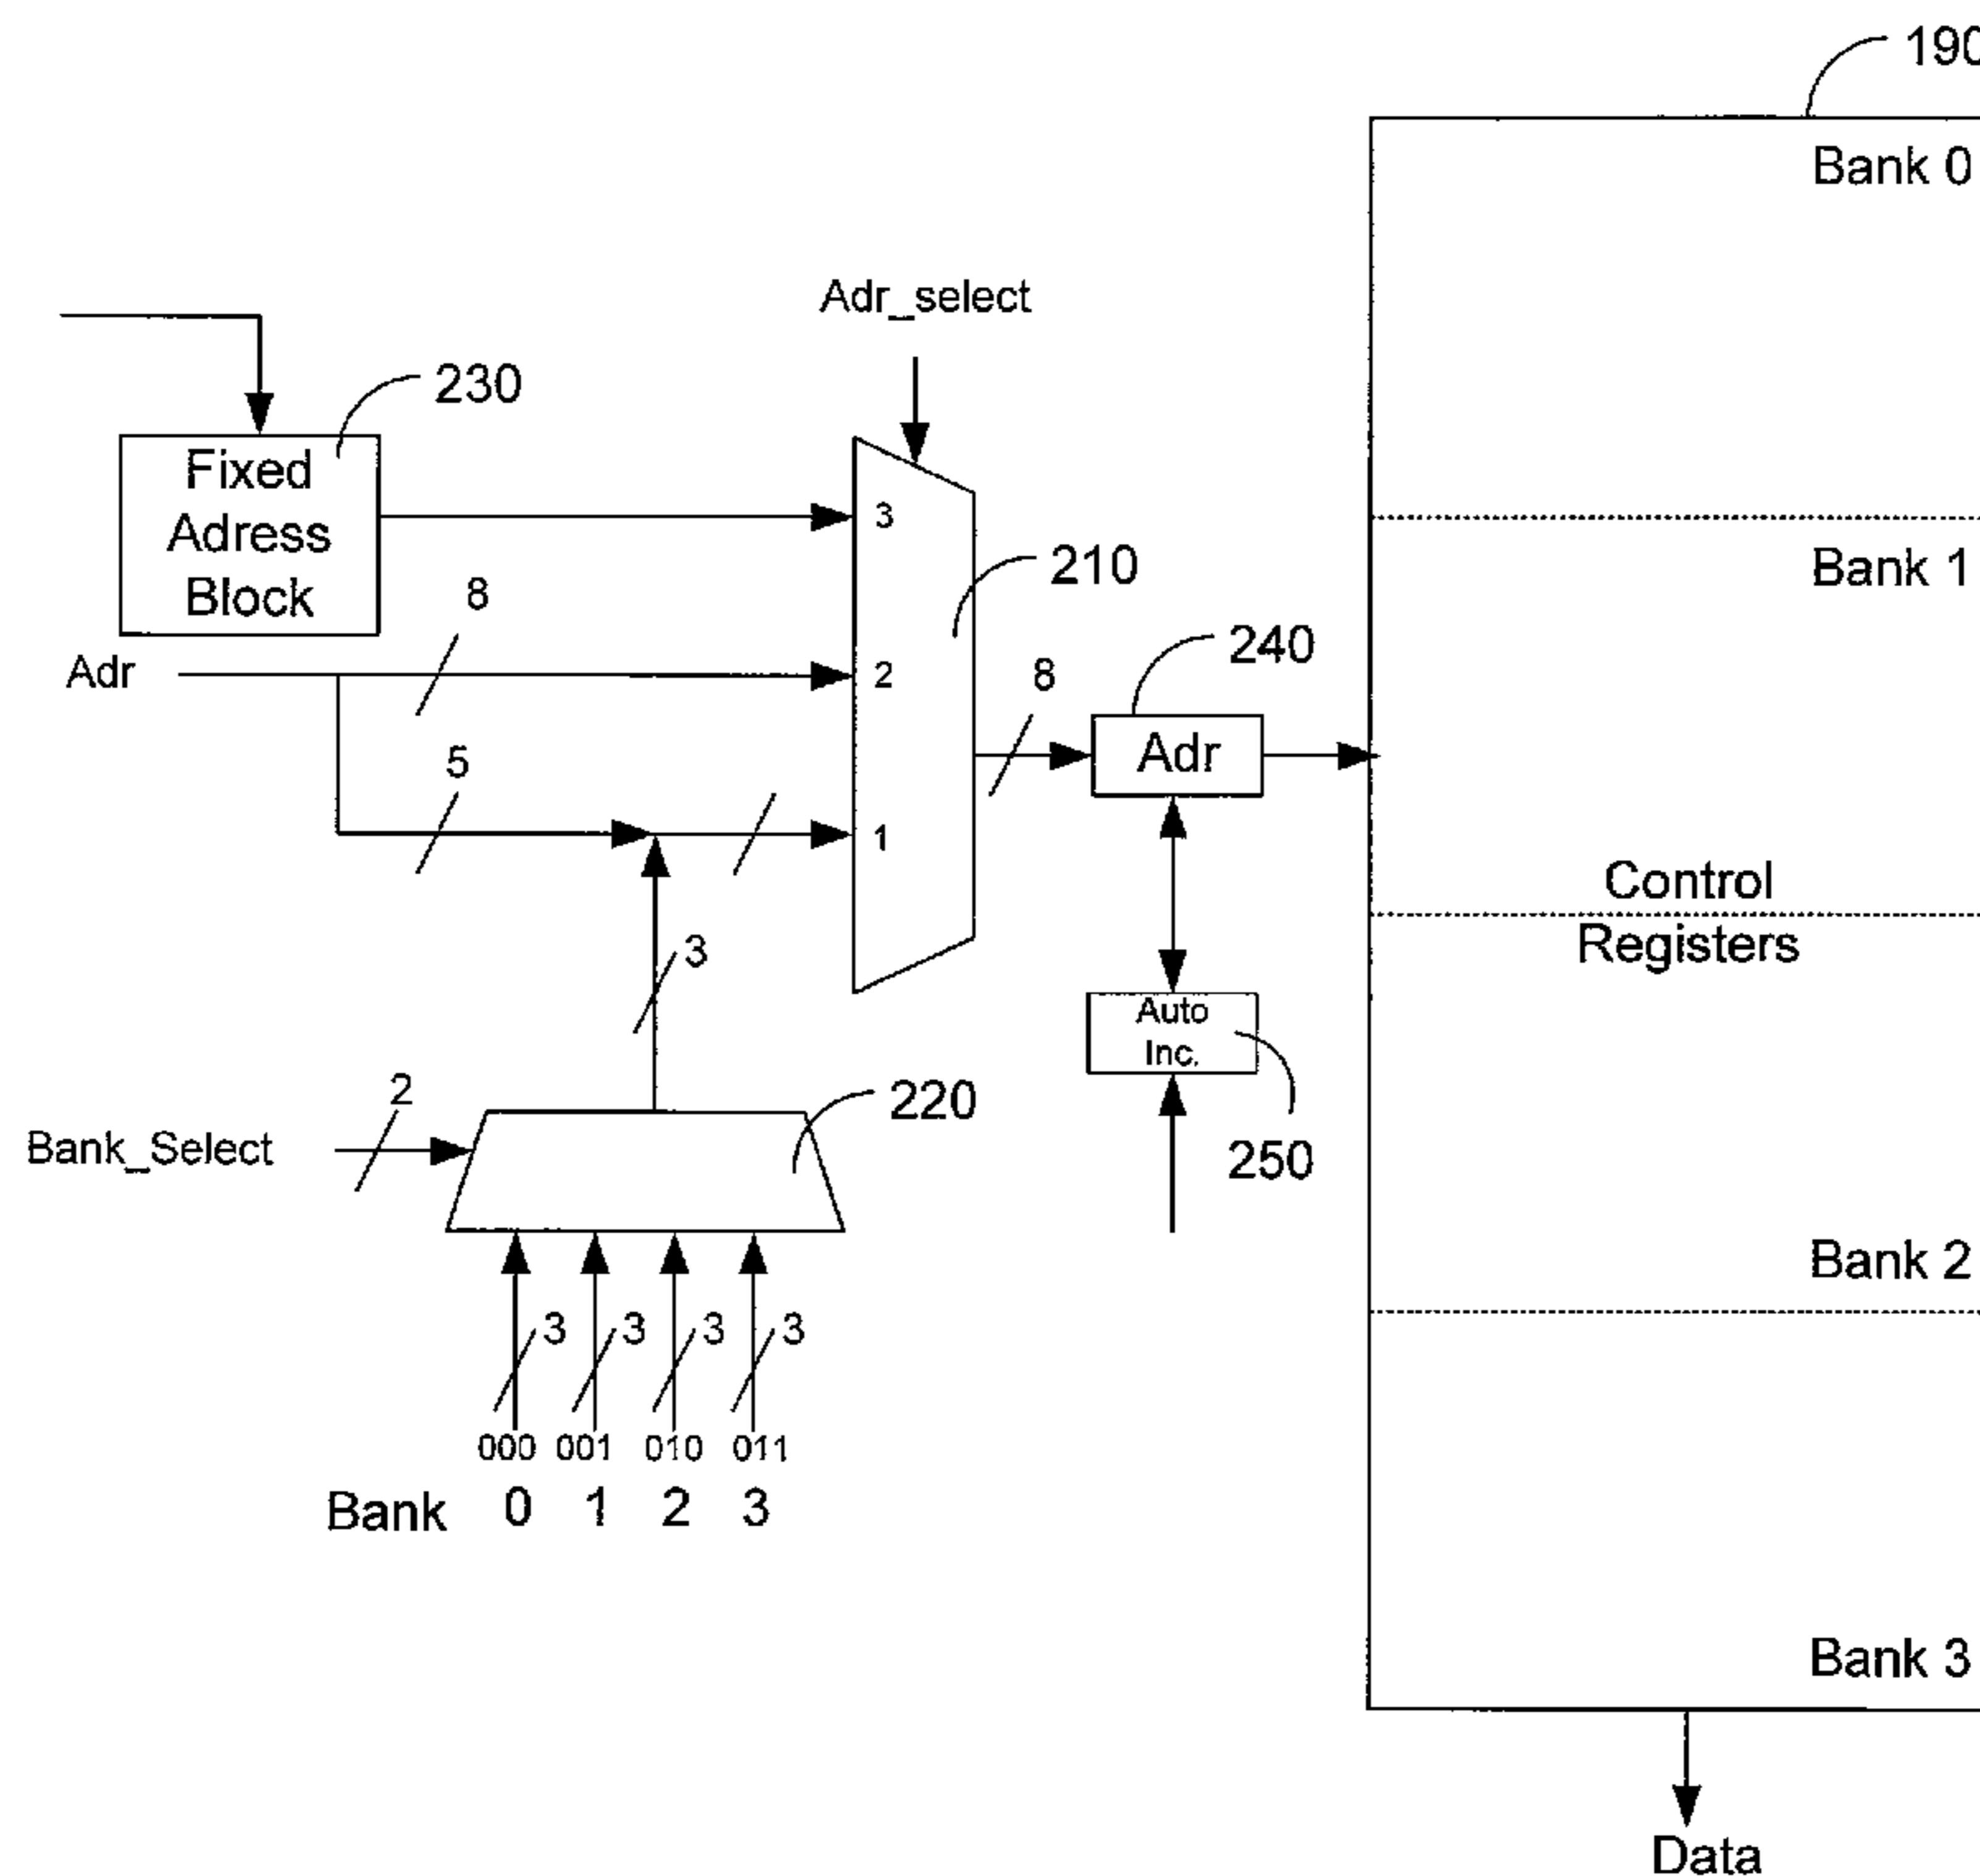 190
Bank 0
Adr_select
230
Fixed
Adress
Block
3
210
Bank 1
8
240
Adr
2
8
Adr
5
1
Control
Registers
3
Auto
Inc.
2
220
Bank_Select
250
Bank 2
3 3 3 3
000 001 010 011
Bank 0 1 2 3
Bank 3
Data